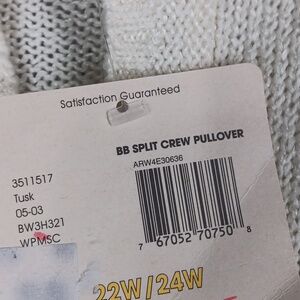 Satisfaction Guaranteed
BB SPLIT CREW PULLOVER
ARW4E30636
3511517
Tusk
05-03
BW3H321
WPMSC
7 67052 70750 8
22W/24W